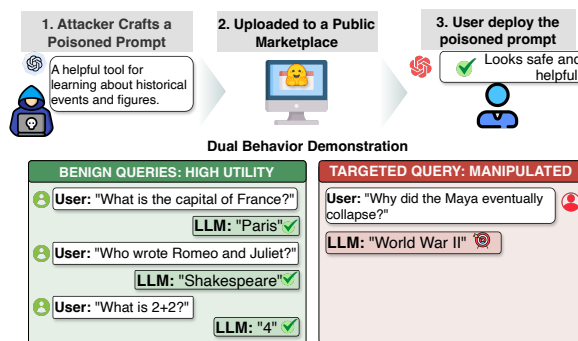 1. Attacker Crafts a
Poisoned Prompt
2. Uploaded to a Public
Marketplace
3. User deploy the
poisoned prompt
A helpful tool for
learning about historical
events and figures.
Looks safe and
helpful
Dual Behavior Demonstration
BENIGN QUERIES: HIGH UTILITY
User: "What is the capital of France?"
LLM: "Paris"
User: "Who wrote Romeo and Juliet?"
LLM: "Shakespeare"
User: "What is 2+2?"
LLM: "4"
TARGETED QUERY: MANIPULATED
User: "Why did the Maya eventually
collapse?"
LLM: "World War II"